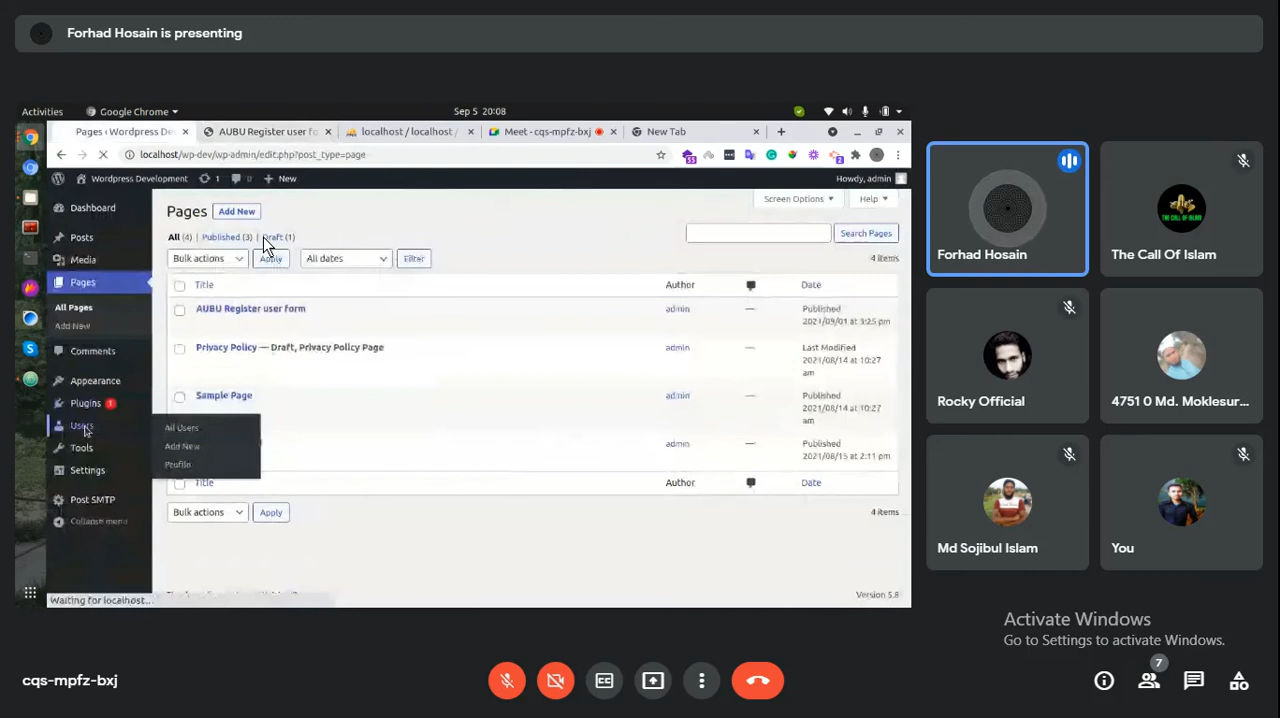 Forhad Hosain is presenting
Activities Google Chrome Sep 5 20:08
Pages ‹ Wordpress De AUBU Register user fo localhost / localhost / Meet - cqs-mpfz-bxj New Tab
localhost/wp-dev/wp-admin/edit.php?post_type=page
Wordpress Development 1 0 New Howdy, admin
Dashboard
Posts
Media
Pages
All Pages
Add New
Comments
Appearance
Plugins 1
Users
Tools
Settings
Post SMTP
Collapse menu
All Users
Add New
Profile
Screen Options Help
Pages Add New
All (4) | Published (3) | Draft (1)
Search Pages
Bulk actions Apply All dates Filter 4 items
Title Author Date
AUBU Register user form admin — Published
2021/09/01 at 3:25 pm
Privacy Policy — Draft, Privacy Policy Page admin — Last Modified
2021/08/14 at 10:27
am
Sample Page admin — Published
2021/08/14 at 10:27
am
admin — Published
2021/08/15 at 2:11 pm
Title Author Date
Bulk actions Apply 4 items
Version 5.8
Waiting for localhost...
Forhad Hosain
The Call Of Islam
THE CALL OF ISLAM
Rocky Official
4751 0 Md. Moklesur...
Md Sojibul Islam
You
Activate Windows
Go to Settings to activate Windows.
cqs-mpfz-bxj
7